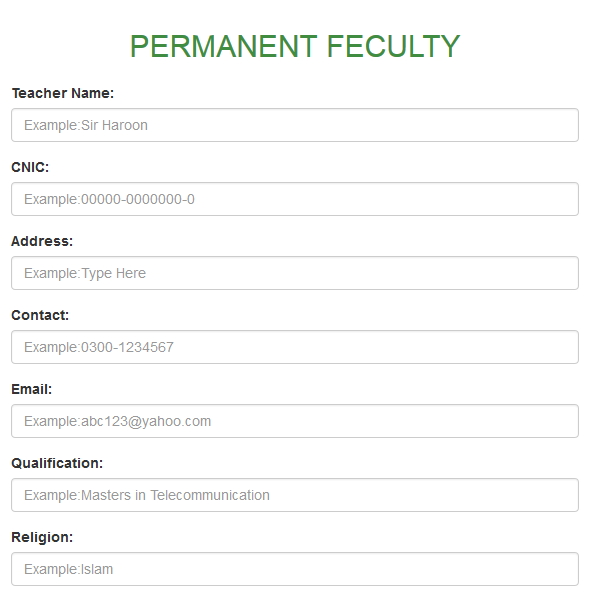 PERMANENT FECULTY
Teacher Name:
Example:Sir Haroon
CNIC:
Example:00000-0000000-0
Address:
Example:Type Here
Contact:
Example:0300-1234567
Email:
Example:abc123@yahoo.com
Qualification:
Example:Masters in Telecommunication
Religion:
Example:Islam